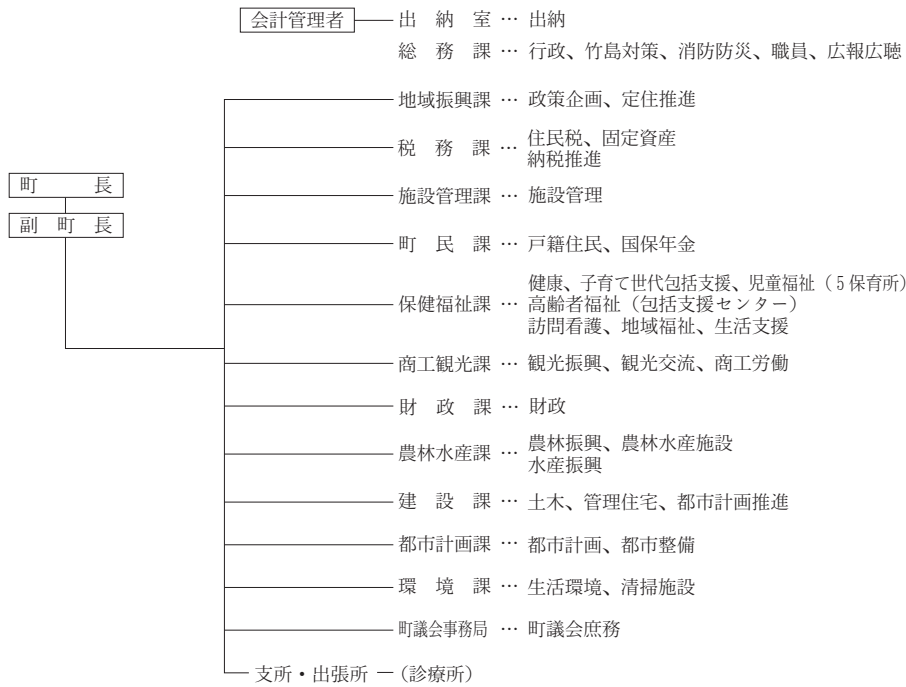 会計管理者 出納室 … 出納
総務課 … 行政、竹島対策、消防防災、職員、広報広聴
地域振興課 … 政策企画、定住推進
税務課 … 住民税、固定資産
納税推進
町長
施設管理課 … 施設管理
副町長
町民課 … 戸籍住民、国保年金
健康、子育て世代包括支援、児童福祉（5保育所）
保健福祉課 … 高齢者福祉（包括支援センター）
訪問看護、地域福祉、生活支援
商工観光課 … 観光振興、観光交流、商工労働
財政課 … 財政
農林水産課 … 農林振興、農林水産施設
水産振興
建設課 … 土木、管理住宅、都市計画推進
都市計画課 … 都市計画、都市整備
環境課 … 生活環境、清掃施設
町議会事務局 … 町議会庶務
支所・出張所 （診療所）